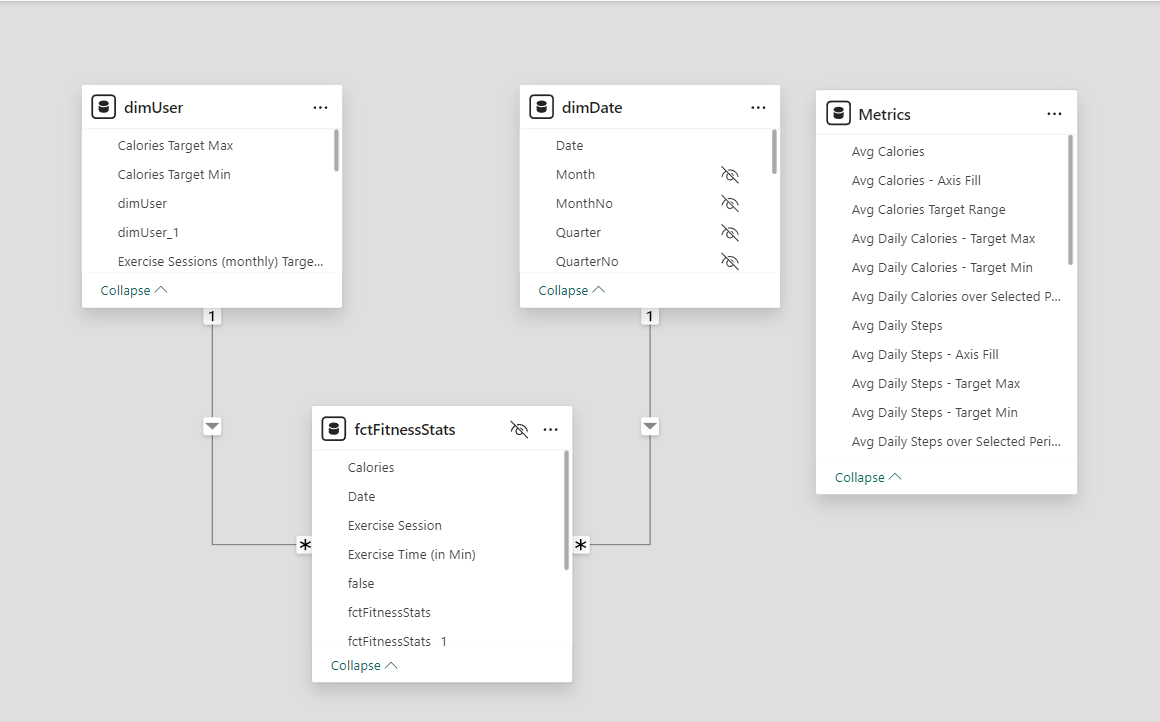 dimUser
Calories Target Max
Calories Target Min
dimUser
dimUser_1
Exercise Sessions (monthly) Targe...
Collapse
1
dimDate
Date
Month
MonthNo
Quarter
QuarterNo
Collapse
1
Metrics
Avg Calories
Avg Calories - Axis Fill
Avg Calories Target Range
Avg Daily Calories - Target Max
Avg Daily Calories - Target Min
Avg Daily Calories over Selected P...
Avg Daily Steps
Avg Daily Steps - Axis Fill
Avg Daily Steps - Target Max
Avg Daily Steps - Target Min
Avg Daily Steps over Selected Peri...
Collapse
fctFitnessStats
Calories
Date
Exercise Session
Exercise Time (in Min)
false
fctFitnessStats
fctFitnessStats 1
Collapse
*
*